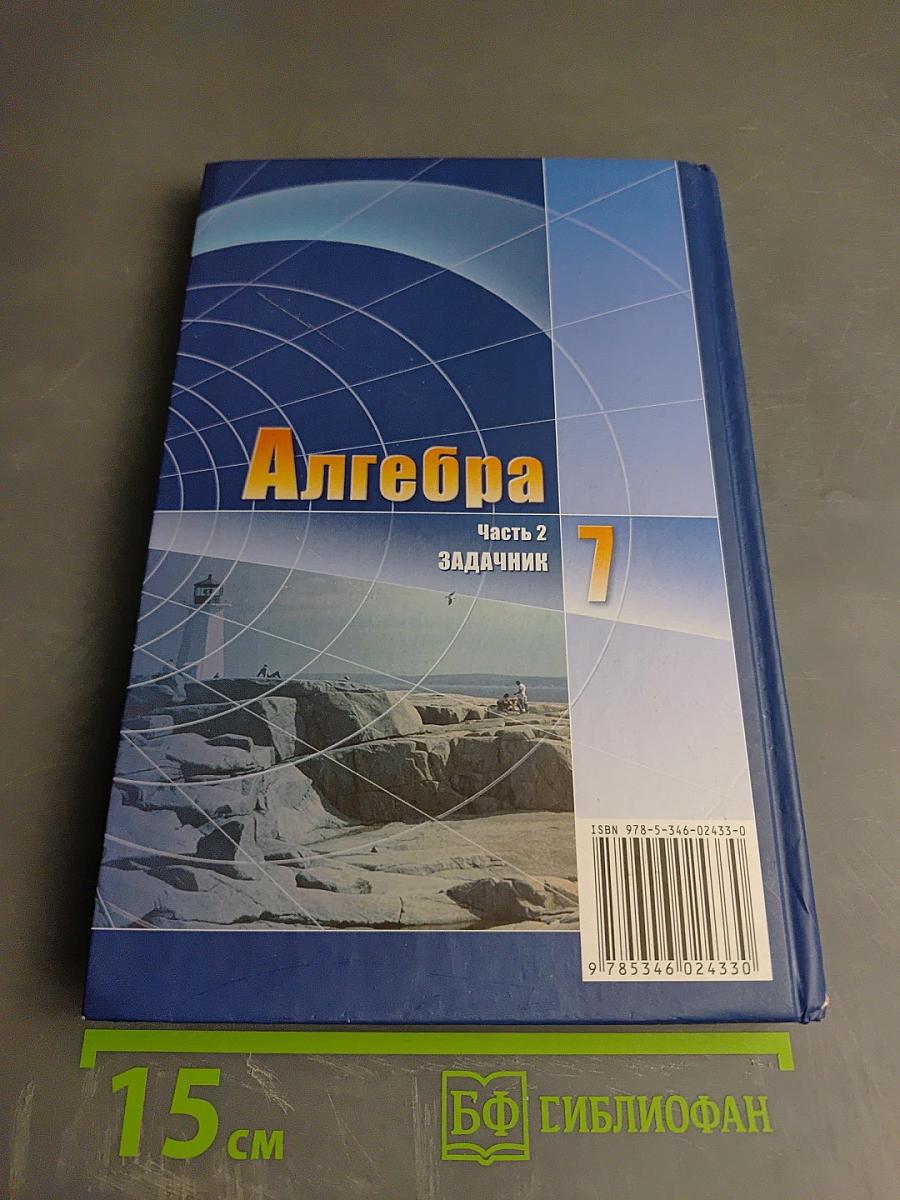 Алгебра
Часть 2
ЗАДАЧНИК
7
ISBN 978-5-346-02433-0
9 785346 024330
15 см
БФ БИБЛИОФАН